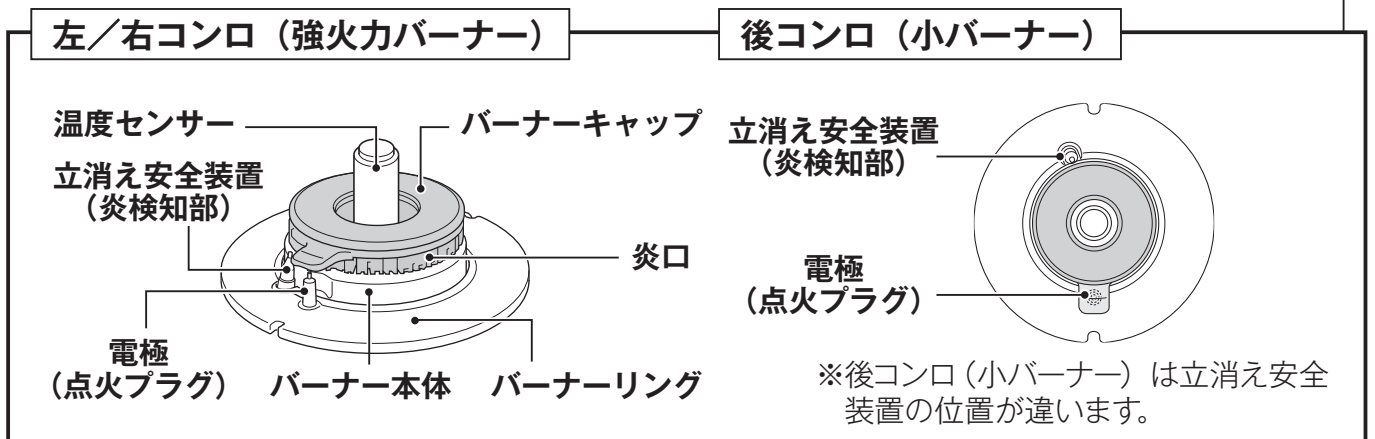 左／右コンロ（強火力バーナー）
温度センサー
バーナーキャップ
立消え安全装置
（炎検知部）
炎口
電極
（点火プラグ）
バーナー本体
バーナーリング
後コンロ（小バーナー）
立消え安全装置
（炎検知部）
電極
（点火プラグ）
※後コンロ（小バーナー）は立消え安全
装置の位置が違います。